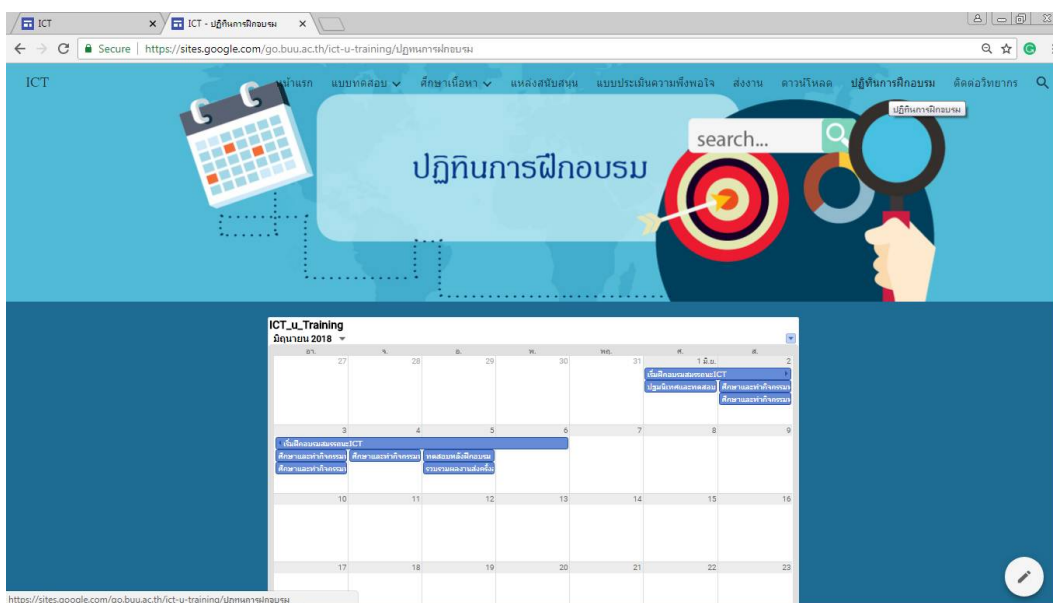 ICT
ICT - ปฏิทินการฝึกอบรม
Secure
https://sites.google.com/go.buu.ac.th/ict-u-training/ปฏิทินการฝึกอบรม
ICT
หน้าแรก แบบทดสอบ ศึกษาเนื้อหา แหล่งสนับสนุน แบบประเมินความพึงพอใจ ส่งงาน ดาวน์โหลด ปฏิทินการฝึกอบรม ติดต่อวิทยากร
ปฏิทินการฝึกอบรม
search...
ปฏิทินการฝึกอบรม
ICT_u_Training
มิถุนายน 2018
อา. จ. อ. พ. พฤ. ศ. ส.
27 28 29 30 31 1 มิ.ย. 2
เริ่มฝึกอบรมสมรรถนะICT
ปฐมนิเทศและทดสอบ ศึกษาและทำกิจกรรม
ศึกษาและทำกิจกรรม
3 4 5 6 7 8 9
เริ่มฝึกอบรมสมรรถนะICT
ศึกษาและทำกิจกรรม ศึกษาและทำกิจกรรม ทดสอบหลังฝึกอบรม
ศึกษาและทำกิจกรรม รวบรวมผลงานส่งครั้ง
10 11 12 13 14 15 16
17 18 19 20 21 22 23
https://sites.google.com/go.buu.ac.th/ict-u-training/ปฏิทินการฝึกอบรม